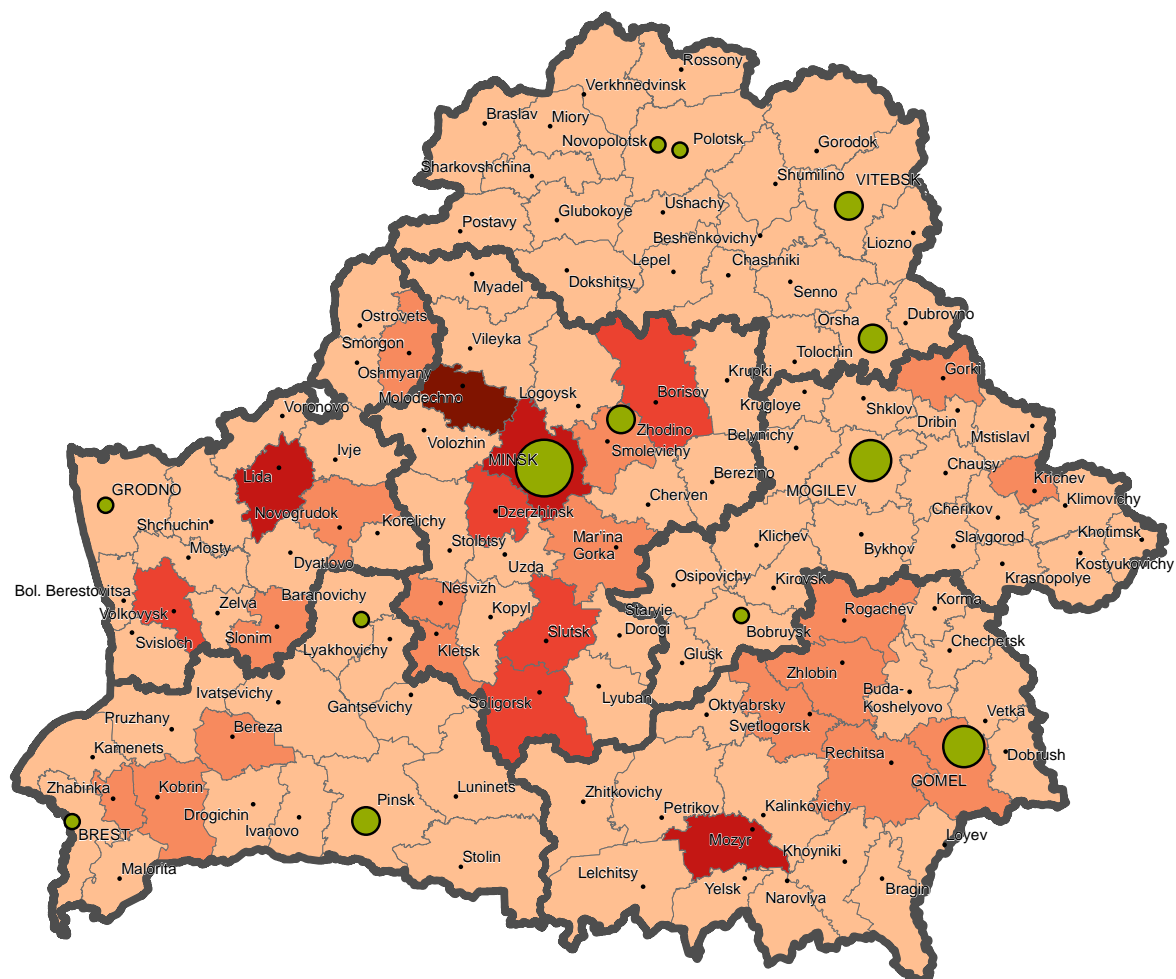 Rossony
Verkhnedvinsk
Braslav
Miory
Novopolotsk
Polotsk
Gorodok
Sharkovshchina
Shumilino
VITEBSK
Glubokoye
Ushachy
Postavy
Beshenkovichy
Liozno
Lepel
Chashniki
Dokshitsy
Myadel
Senno
Ostrovets
Orsha
Dubrovno
Smorgon
Vileyka
Tolochin
Oshmyany
Krupki
Gorki
Molodechno
Logoysk
Borisov
Krugloye
Shklov
Voronovo
Dribin
Mstislavl
Volozhin
Zhodino
Belynichy
Ivje
Smolevichy
MINSK
Chausy
Lida
Berezino
Krichev
GRODNO
MOGILEV
Cherven
Klimovichy
Novogrudok
Dzerzhinsk
Cherikov
Shchuchin
Korelichy
Khotimsk
Mar'ina
Gorka
Klichev
Slavgorod
Stolbtsy
Mosty
Bykhov
Dyatlovo
Uzda
Kostyukovichy
Krasnopolye
Bol. Berestovitsa
Baranovichy
Nesvizh
Osipovichy
Kirovsk
Volkovysk
Zelva
Kopyl
Staryie
Dorogi
Rogachev
Korma
Slonim
Slutsk
Bobruysk
Svisloch
Lyakhovichy
Kletsk
Glusk
Chechersk
Zhlobin
Ivatsevichy
Gantsevichy
Soligorsk
Lyuban
Oktyabrsky
Buda-
Koshelyovo
Pruzhany
Bereza
Svetlogorsk
Vetka
Kamenets
Rechitsa
Dobrush
GOMEL
Zhabinka
Kobrin
Luninets
Zhitkovichy
Drogichin
Pinsk
Petrikov
Kalinkovichy
BREST
Ivanovo
Mozyr
Loyev
Khoyniki
Stolin
Malorita
Lelchitsy
Yelsk
Narovlya
Bragin